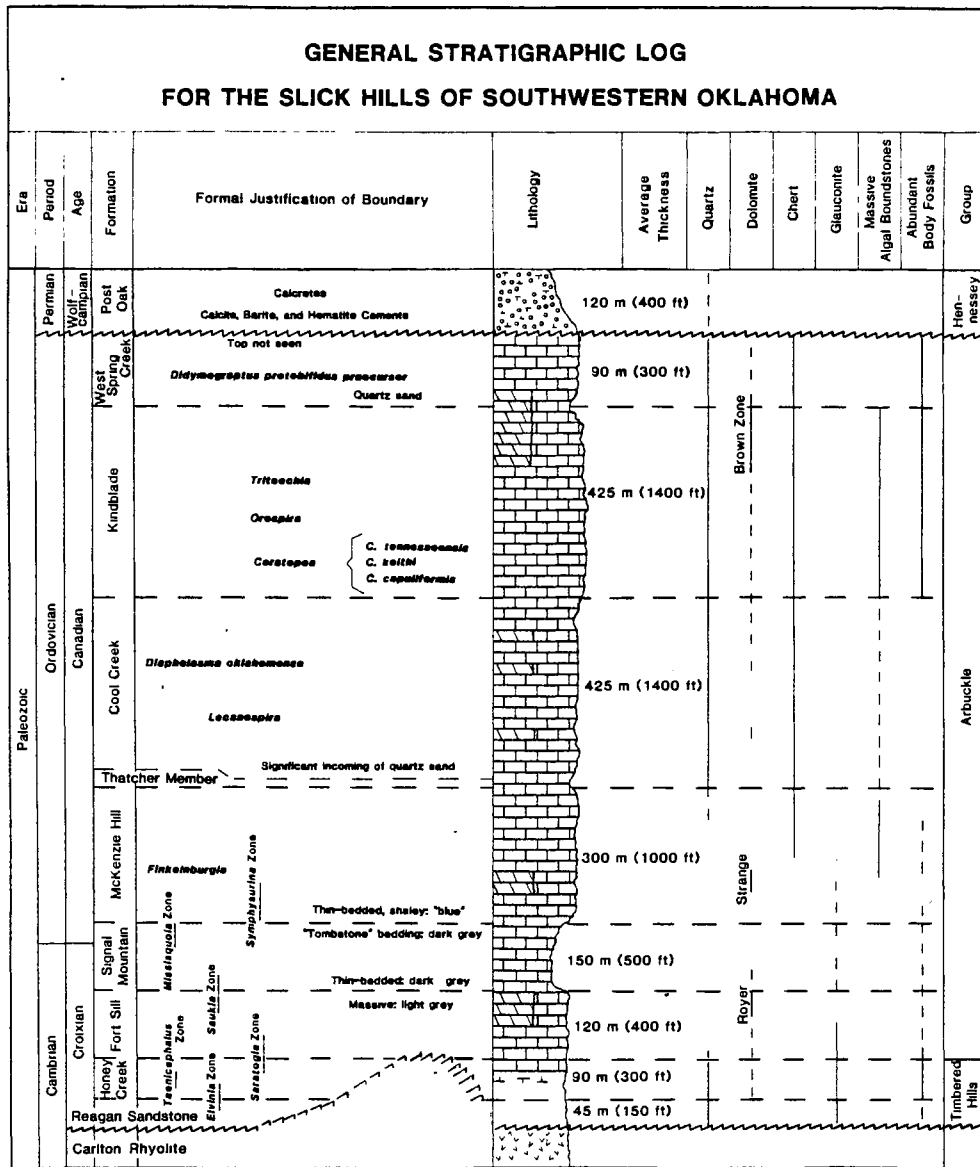 GENERAL STRATIGRAPHIC LOG
FOR THE SLICK HILLS OF SOUTHWESTERN OKLAHOMA
Era
Period
Age
Formation
Formal Justification of Boundary
Lithology
Average Thickness
Quartz
Dolomite
Chert
Glauconite
Massive Algal Boundstones
Abundant Body Fossils
Group
Paleozoic
Permian
Wolf-campian
Post Oak
Calcretes
Calcite, Barite, and Hematite Cements
120 m (400 ft)
Hen-nessey
Ordovician
Canadian
West Spring Creek
Top not seen
Didymograptus protobifidus praecursor
Quartz sand
90 m (300 ft)
Brown Zone
Arbuckle
Kindblade
Tritoechia
Orospira
Ceratopea
C. tennesseensis
C. keithi
C. capuliformis
425 m (1400 ft)
Cool Creek
Diaphelasma oklahomense
Lecanospira
425 m (1400 ft)
Thatcher Member
Significant incoming of quartz sand
McKenzie Hill
Finkelnburgia
Symphysurina Zone
Missisquoia Zone
Thin-bedded, shaley: "blue"
300 m (1000 ft)
Strange
Cambrian
Croixian
Signal Mountain
"Tombstone" bedding: dark grey
Thin-bedded: dark grey
150 m (500 ft)
Fort Sill
Saukia Zone
Massive: light grey
120 m (400 ft)
Royer
Honey Creek
Taenicephalus Zone
Elvinia Zone
Saratogia Zone
90 m (300 ft)
Timbered Hills
Reagan Sandstone
45 m (150 ft)
Carlton Rhyolite